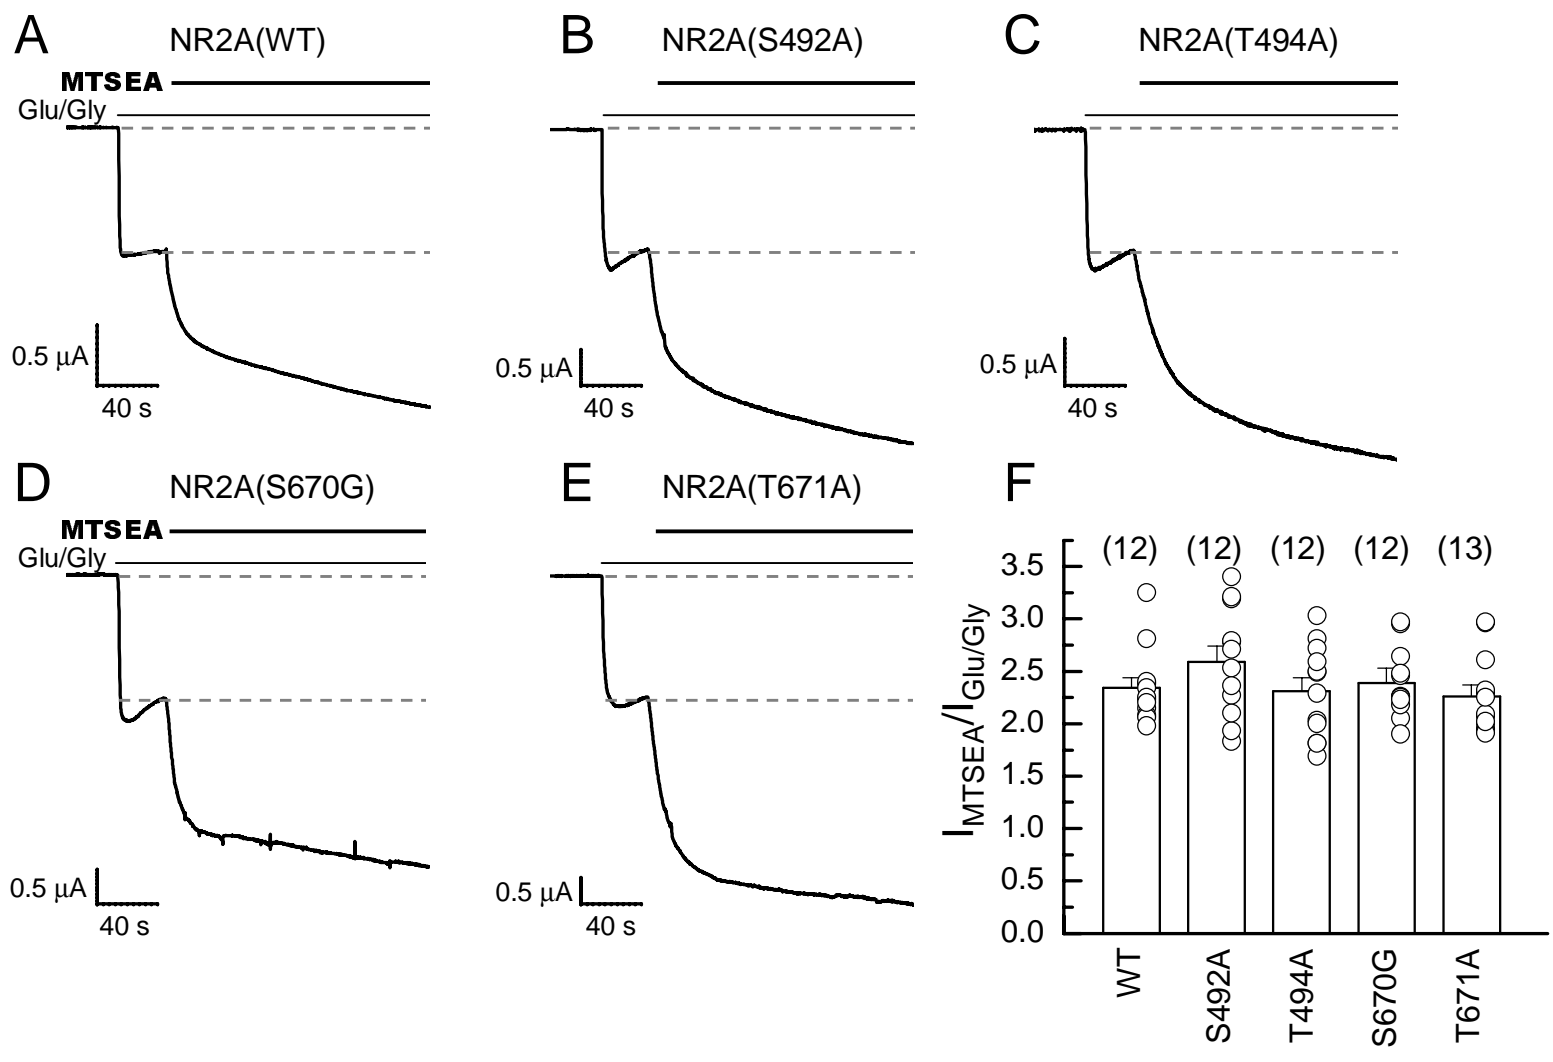 A
NR2A(WT)
MTSEA
Glu/Gly
0.5 μA
40 s
B
NR2A(S492A)
0.5 μA
40 s
C
NR2A(T494A)
0.5 μA
40 s
D
NR2A(S670G)
MTSEA
Glu/Gly
0.5 μA
40 s
E
NR2A(T671A)
0.5 μA
40 s
F
(12) (12) (12) (12) (13)
3.5
3.0
2.5
2.0
1.5
1.0
0.5
0.0
IMTSEA/IGlu/Gly
WT
S492A
T494A
S670G
T671A